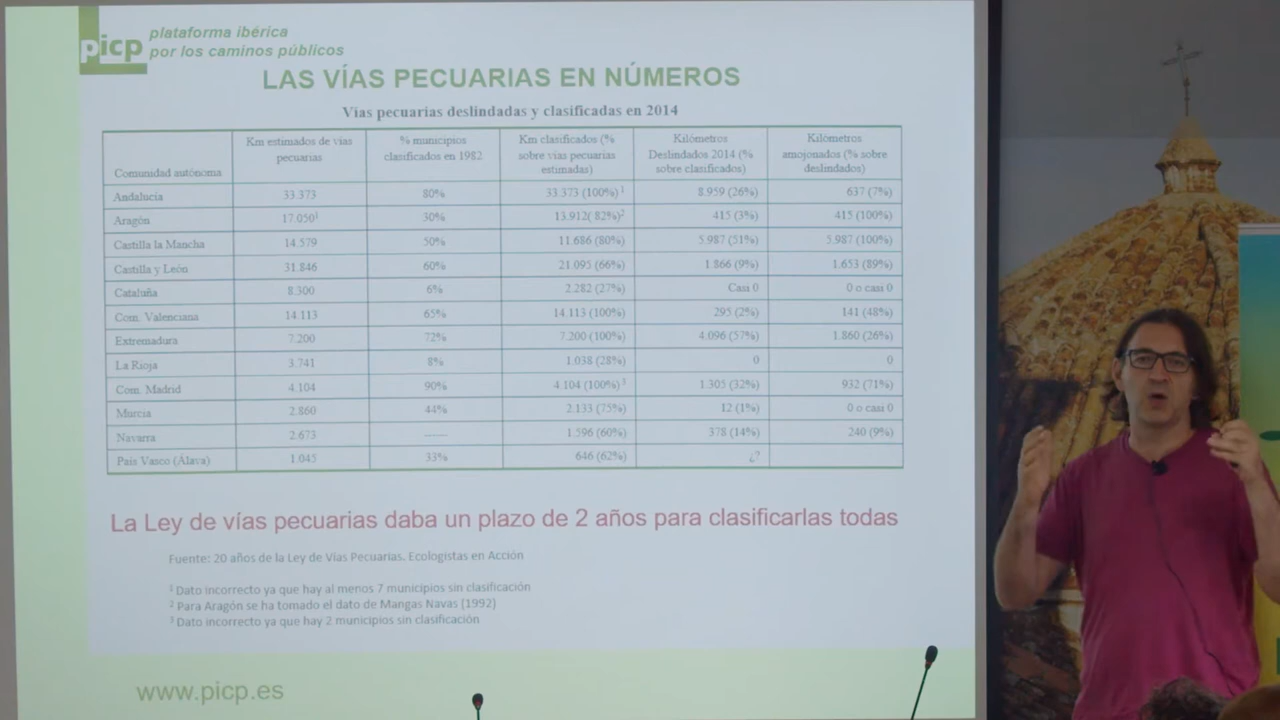 picp
plataforma ibérica
por los caminos públicos
LAS VÍAS PECUARIAS EN NÚMEROS
Vías pecuarias deslindadas y clasificadas en 2014
Comunidad autónoma | Km estimados de vías pecuarias | % municipios clasificados en 1982 | Km clasificados (% sobre vías pecuarias estimadas) | Kilómetros Deslindados 2014 (% sobre clasificados) | Kilómetros amojonados (% sobre deslindados)
Andalucía | 33.373 | 80% | 33.373 (100%)¹ | 8.959 (26%) | 637 (7%)
Aragón | 17.050¹ | 30% | 13.912( 82%)² | 415 (3%) | 415 (100%)
Castilla la Mancha | 14.579 | 50% | 11.686 (80%) | 5.987 (51%) | 5.987 (100%)
Castilla y León | 31.846 | 60% | 21.095 (66%) | 1.866 (9%) | 1.653 (89%)
Cataluña | 8.300 | 6% | 2.282 (27%) | Casi 0 | 0 o casi 0
Com. Valenciana | 14.113 | 65% | 14.113 (100%) | 295 (2%) | 141 (48%)
Extremadura | 7.200 | 72% | 7.200 (100%) | 4.096 (57%) | 1.860 (26%)
La Rioja | 3.741 | 8% | 1.038 (28%) | 0 | 0
Com. Madrid | 4.104 | 90% | 4.104 (100%)³ | 1.305 (32%) | 932 (71%)
Murcia | 2.860 | 44% | 2.133 (75%) | 12 (1%) | 0 o casi 0
Navarra | 2.673 | ------ | 1.596 (60%) | 378 (14%) | 240 (9%)
País Vasco (Álava) | 1.045 | 33% | 646 (62%) | ¿?
La Ley de vías pecuarias daba un plazo de 2 años para clasificarlas todas
Fuente: 20 años de la Ley de Vías Pecuarias. Ecologistas en Acción
¹ Dato incorrecto ya que hay al menos 7 municipios sin clasificación
² Para Aragón se ha tomado el dato de Mangas Navas (1992)
³ Dato incorrecto ya que hay 2 municipios sin clasificación
www.picp.es